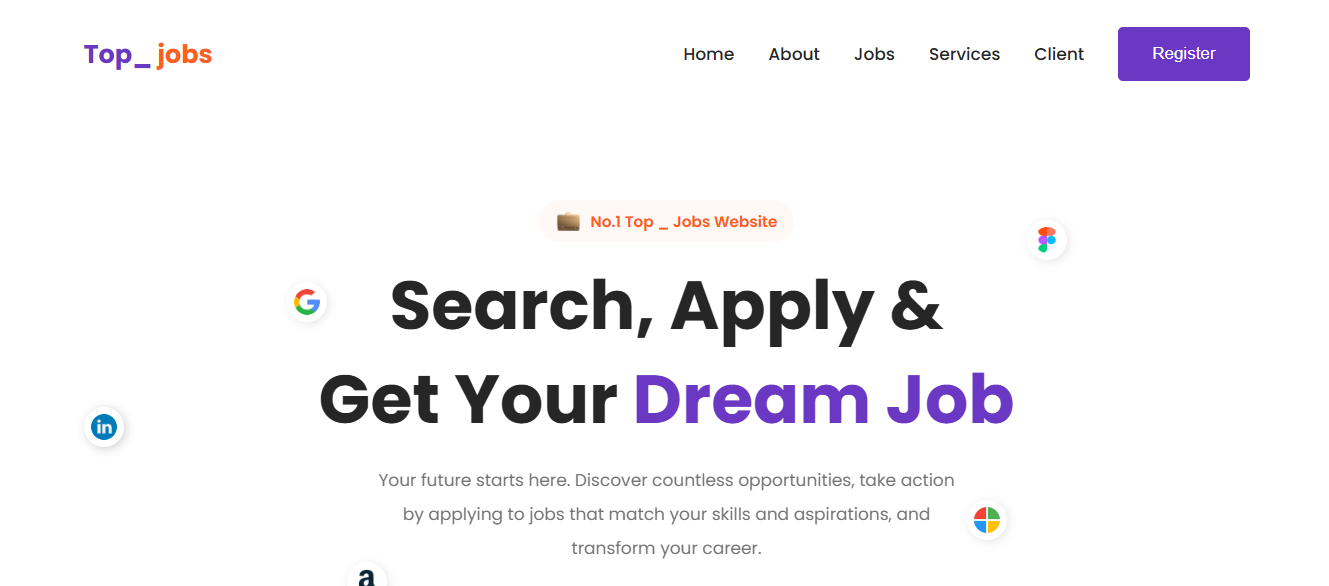 Top_ jobs
Home About Jobs Services Client Register
No.1 Top _ Jobs Website
Search, Apply &
Get Your Dream Job
in
Your future starts here. Discover countless opportunities, take action
by applying to jobs that match your skills and aspirations, and
transform your career.
a